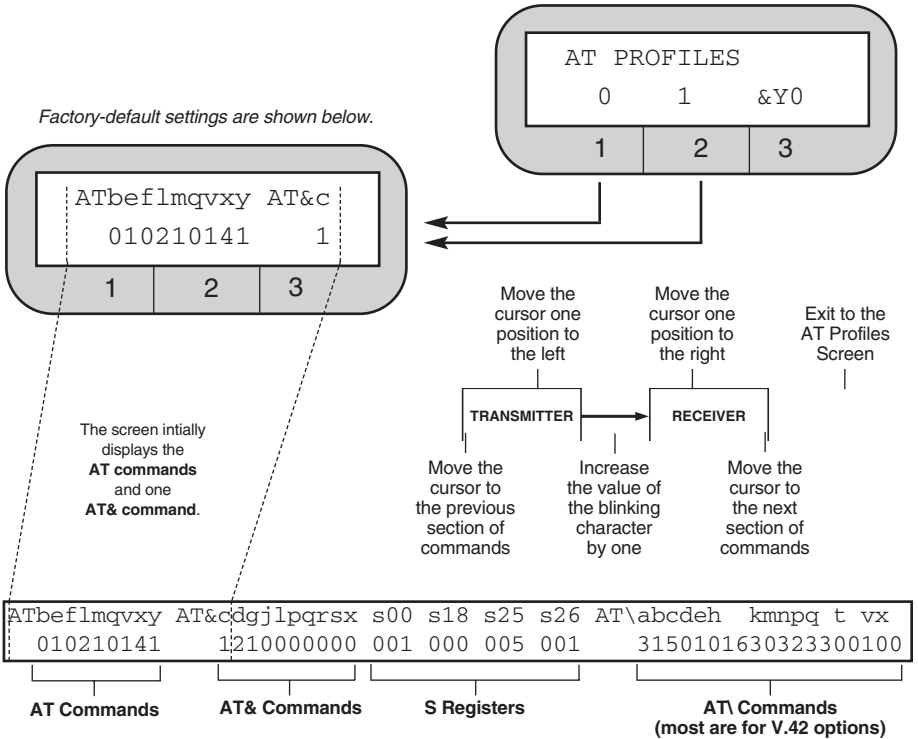 AT PROFILES
0 1 &Y0
1 2 3
Factory-default settings are shown below.
ATbeflmqvxy AT&c
010210141 1
1 2 3
Move the
cursor one
position to
the left
Move the
cursor one
position to
the right
Exit to the
AT Profiles
Screen
TRANSMITTER
RECEIVER
The screen intially
displays the
AT commands
and one
AT& command.
Move the
cursor to
the previous
section of
commands
Increase
the value of
the blinking
character
by one
Move the
cursor to
the next
section of
commands
ATbeflmqvxy AT&cdgjlpqrsx s00 s18 s25 s26 AT\abcdeh kmnpq t vx
010210141 1210000000 001 000 005 001 3150101630323300100
AT Commands
AT& Commands
S Registers
AT\ Commands
(most are for V.42 options)